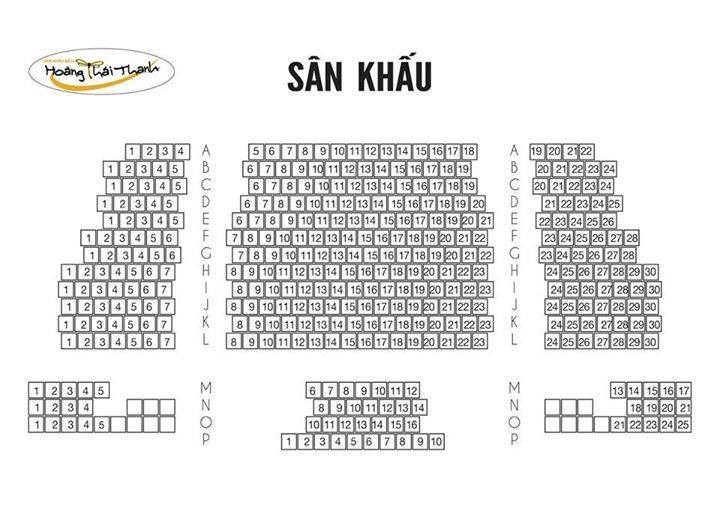 SÂN KHẤU KỊCH
Hoàng Thái Thanh
SÂN KHẤU
1 2 3 4 A 5 6 7 8 9 10 11 12 13 14 15 16 17 18 A 19 20 21 22
1 2 3 4 5 B 6 7 8 9 10 11 12 13 14 15 16 17 18 19 B 20 21 22 23 24
1 2 3 4 5 C 6 7 8 9 10 11 12 13 14 15 16 17 18 19 C 20 21 22 23 24
1 2 3 4 5 D 6 7 8 9 10 11 12 13 14 15 16 17 18 19 20 D 21 22 23 24 25
1 2 3 4 5 E 6 7 8 9 10 11 12 13 14 15 16 17 18 19 20 21 E 22 23 24 25 26
1 2 3 4 5 6 F 7 8 9 10 11 12 13 14 15 16 17 18 19 20 21 22 F 23 24 25 26 27 28
1 2 3 4 5 6 G 7 8 9 10 11 12 13 14 15 16 17 18 19 20 21 22 G 23 24 25 26 27 28
1 2 3 4 5 6 7 H 8 9 10 11 12 13 14 15 16 17 18 19 20 21 22 23 H 24 25 26 27 28 29 30
1 2 3 4 5 6 7 I 8 9 10 11 12 13 14 15 16 17 18 19 20 21 22 23 I 24 25 26 27 28 29 30
1 2 3 4 5 6 7 J 8 9 10 11 12 13 14 15 16 17 18 19 20 21 22 23 J 24 25 26 27 28 29 30
1 2 3 4 5 6 7 K 8 9 10 11 12 13 14 15 16 17 18 19 20 21 22 23 K 24 25 26 27 28 29 30
1 2 3 4 5 6 7 L 8 9 10 11 12 13 14 15 16 17 18 19 20 21 22 23 L 24 25 26 27 28 29 30
1 2 3 4 5 M 6 7 8 9 10 11 12 M 13 14 15 16 17
1 2 3 4 N 8 9 10 11 12 13 14 N 18 19 20 21
1 2 3 4 5 O 10 11 12 13 14 15 16 O 21 22 23 24 25
P 1 2 3 4 5 6 7 8 9 10 P